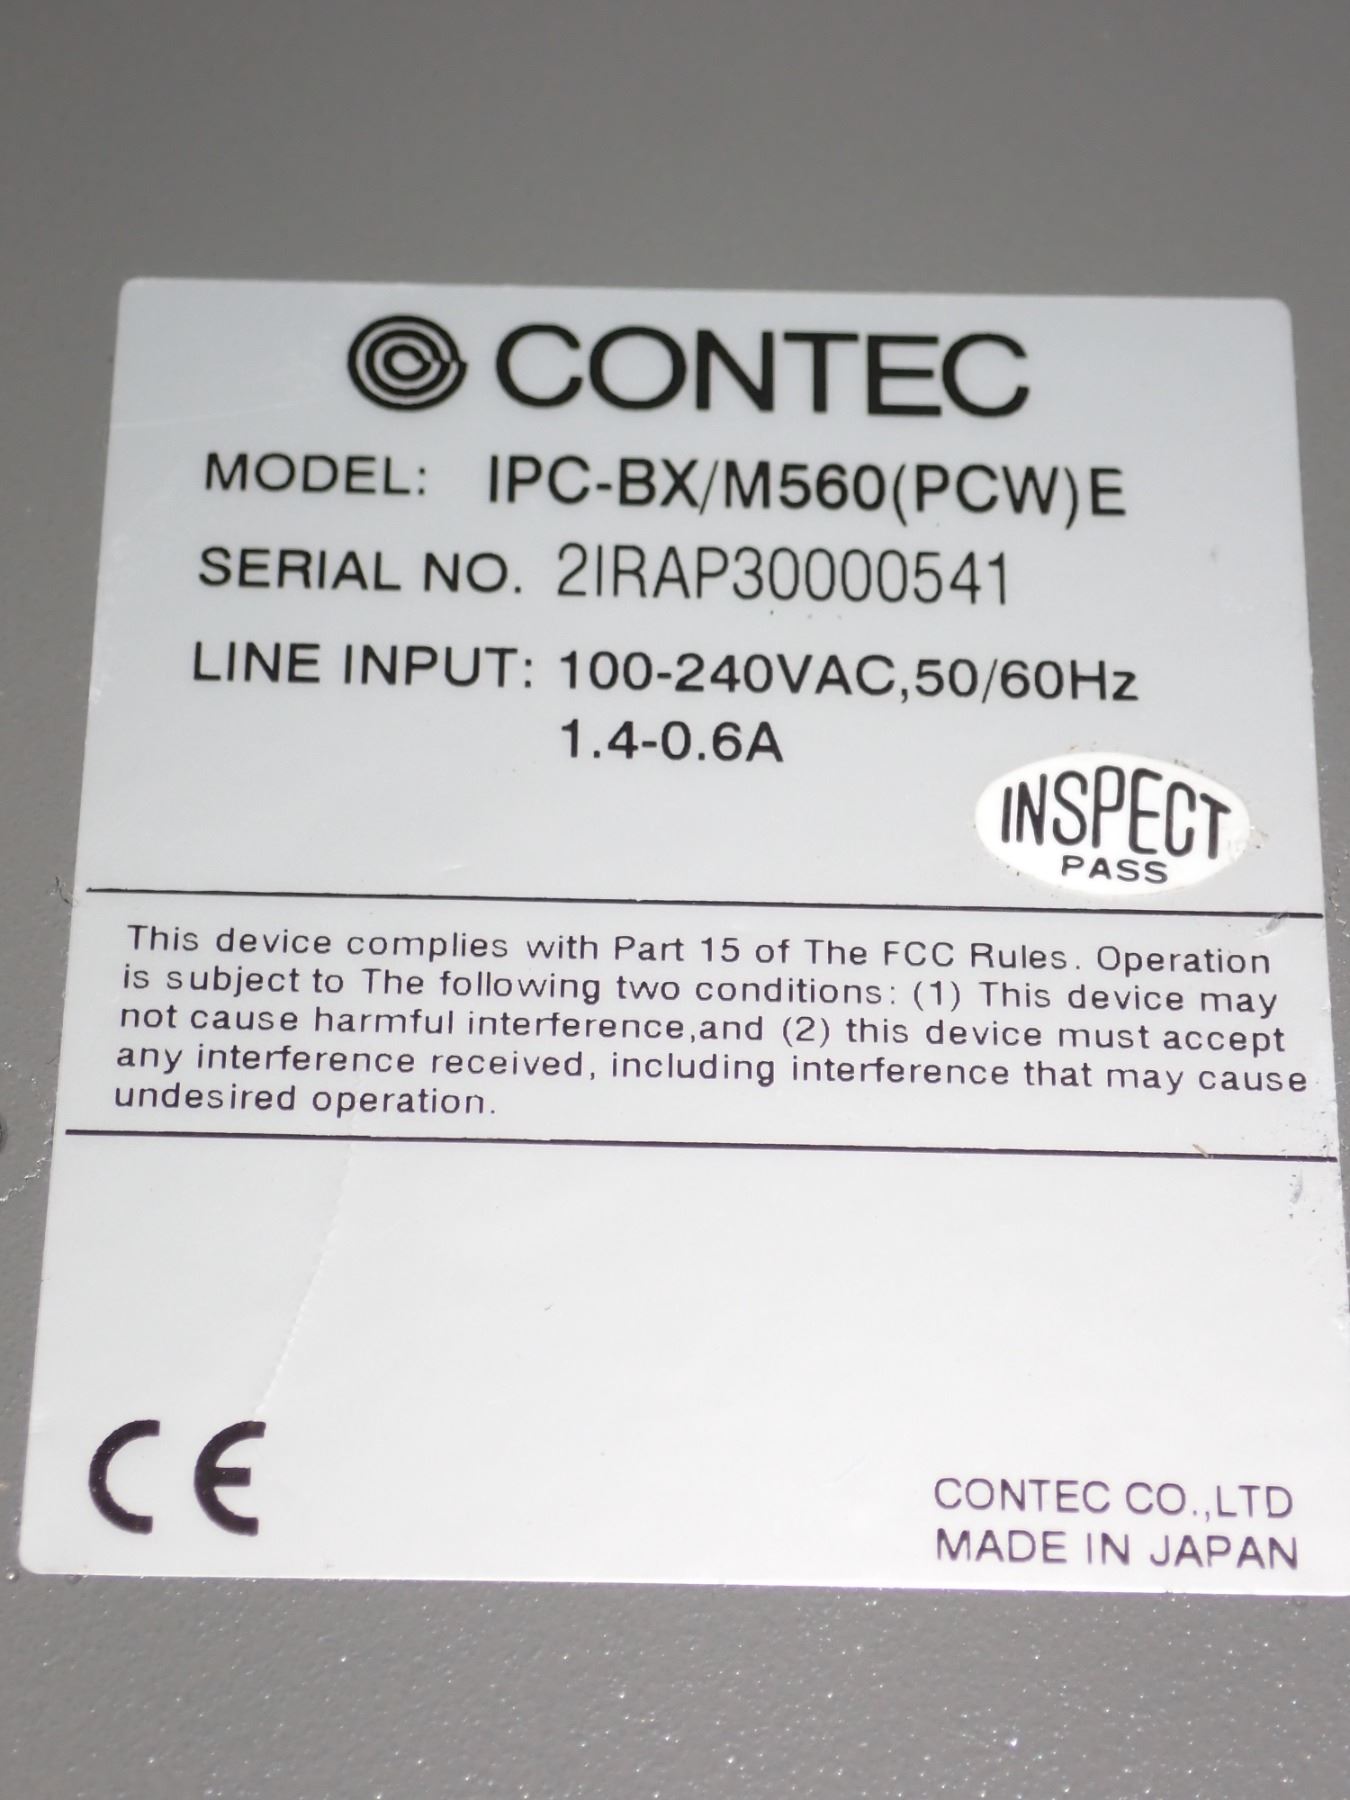 CONTEC
MODEL: IPC-BX/M560(PCW)E
SERIAL NO. 2IRAP30000541
LINE INPUT: 100-240VAC,50/60Hz
1.4-0.6A
INSPECT
PASS
This device complies with Part 15 of The FCC Rules. Operation
is subject to The following two conditions: (1) This device may
not cause harmful interference,and (2) this device must accept
any interference received, including interference that may cause
undesired operation.
CE
CONTEC CO.,LTD
MADE IN JAPAN